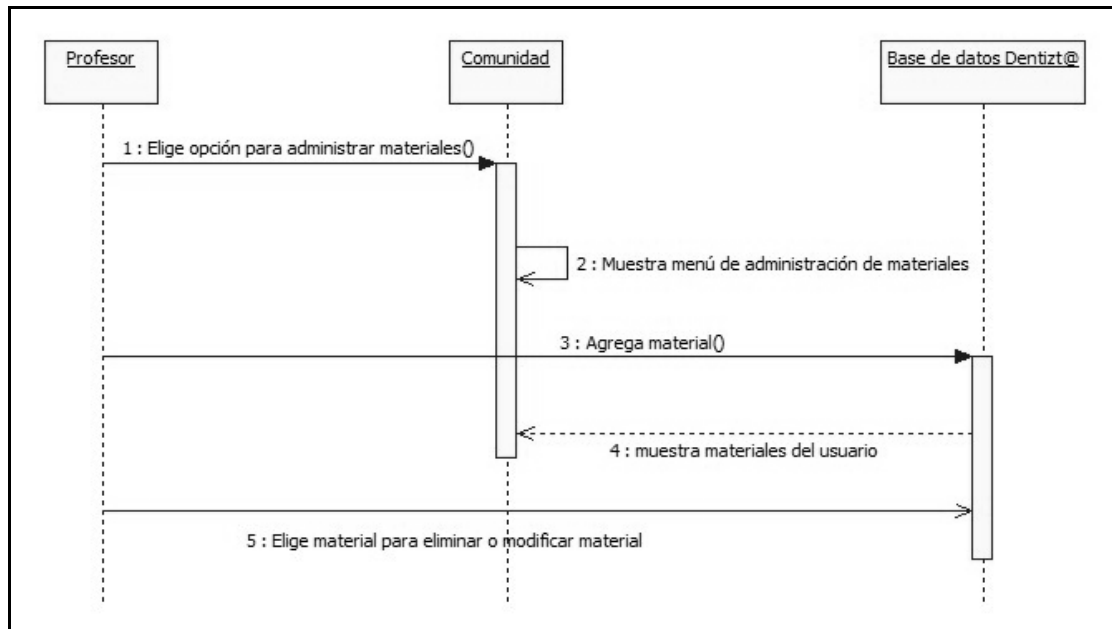 Profesor
Comunidad
Base de datos Dentizt@
1 : Elige opción para administrar materiales()
2 : Muestra menú de administración de materiales
3 : Agrega material()
4 : muestra materiales del usuario
5 : Elige material para eliminar o modificar material